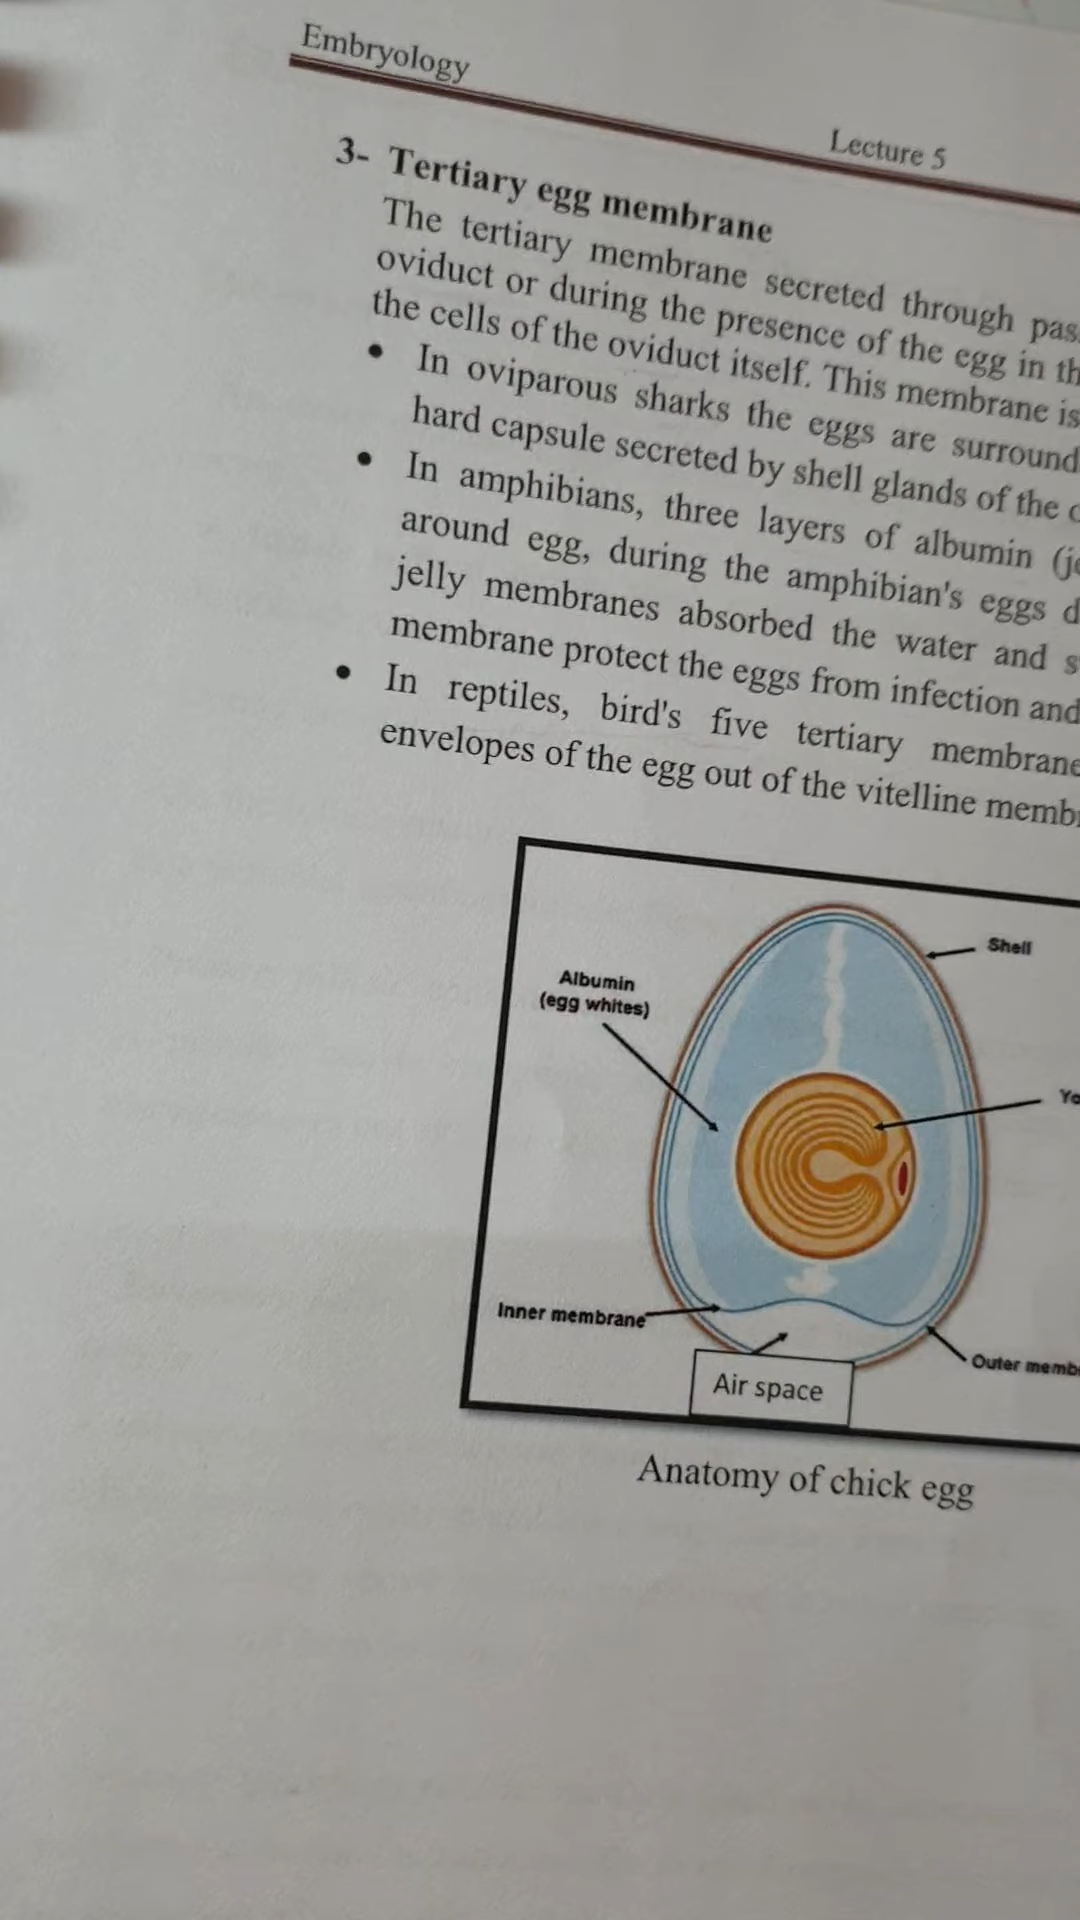 Embryology
Lecture 5
3- Tertiary egg membrane
The tertiary membrane secreted through
oviduct or during the presence of the egg in
the cells of the oviduct itself. This membrane is
• In oviparous sharks the eggs are
hard capsule secreted by shell glands of the
• In amphibians, three layers of albumin
around egg, during the amphibian's eggs
jelly membranes absorbed the water and
membrane protect the eggs from infection and
• In reptiles, bird's five tertiary
envelopes of the egg out of the vitelline
Shell
Albumin
(egg whites)
Inner membrane
Outer
Air space
Anatomy of chick egg